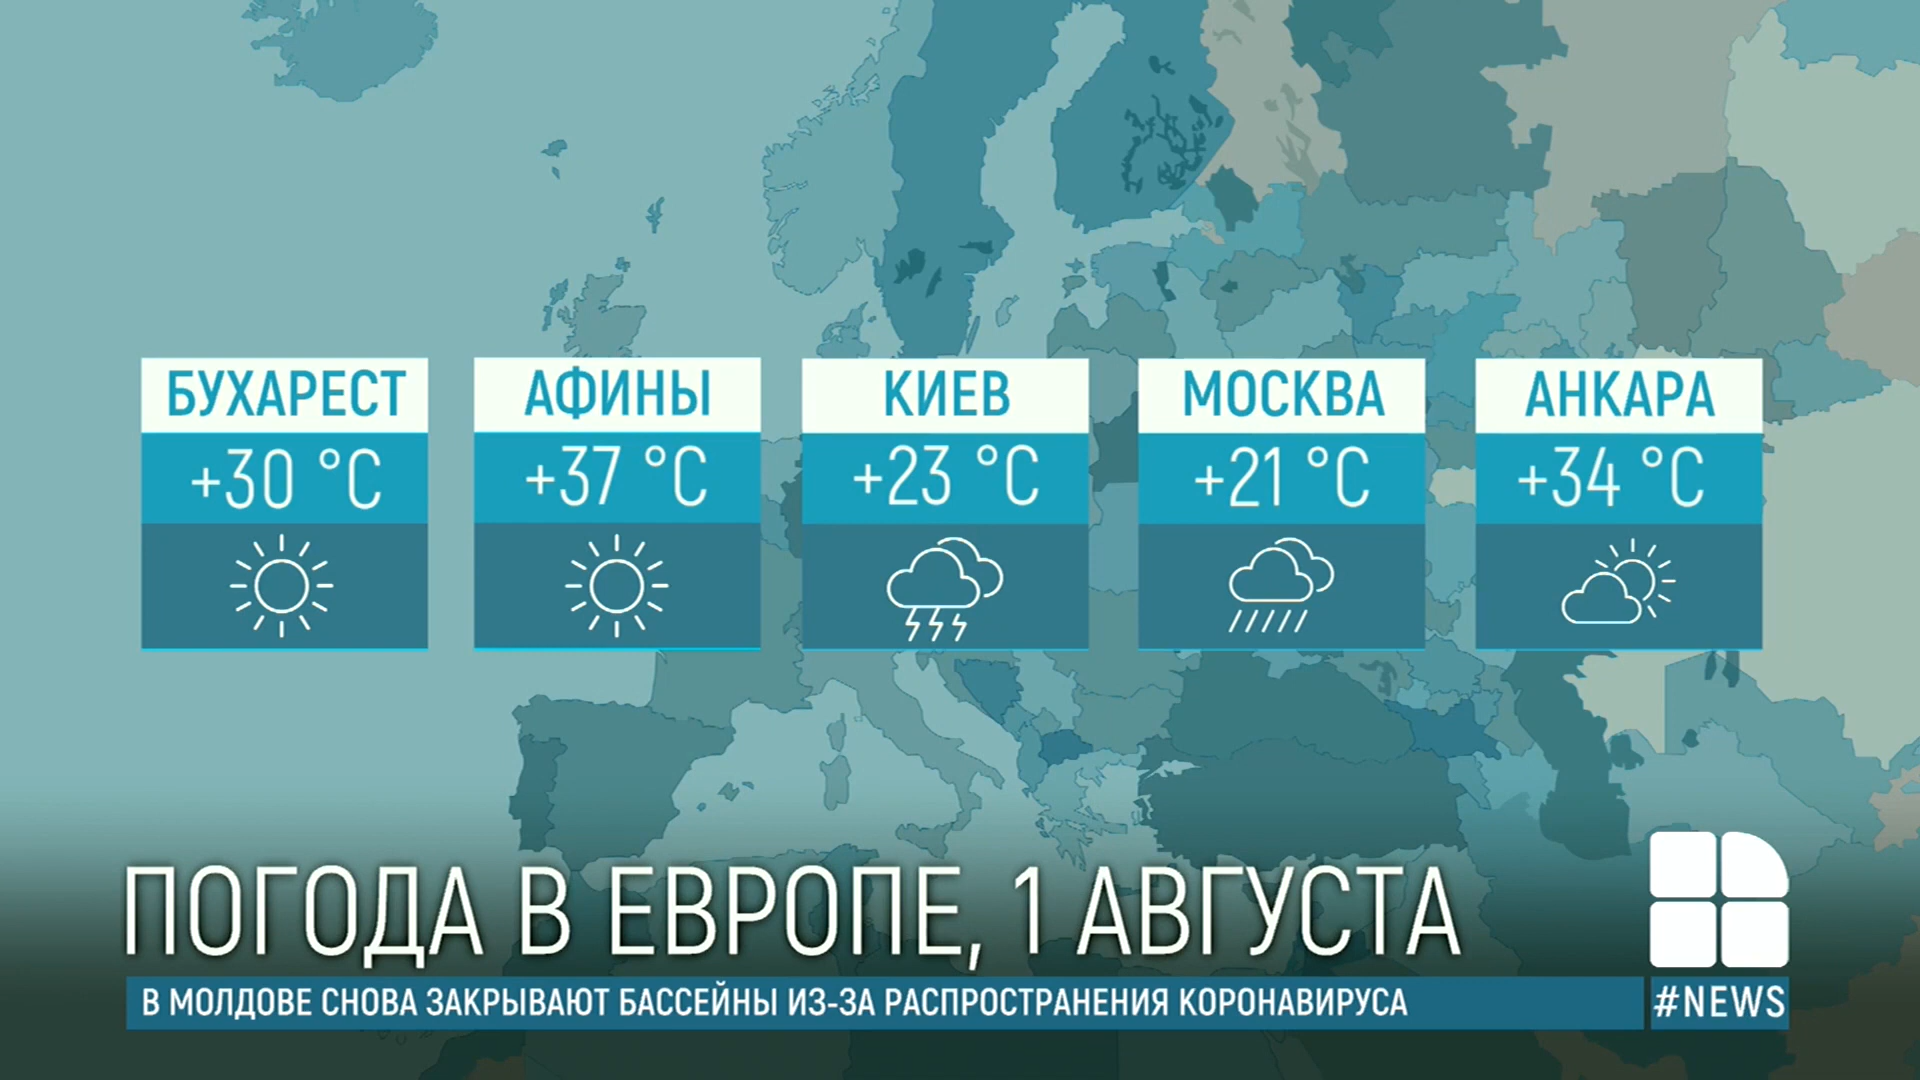 БУХАРЕСТ
+30 °C
АФИНЫ
+37 °C
КИЕВ
+23 °C
МОСКВА
+21 °C
АНКАРА
+34 °C
ПОГОДА В ЕВРОПЕ, 1 АВГУСТА
В МОЛДОВЕ СНОВА ЗАКРЫВАЮТ БАССЕЙНЫ ИЗ-ЗА РАСПРОСТРАНЕНИЯ КОРОНАВИРУСА
#NEWS